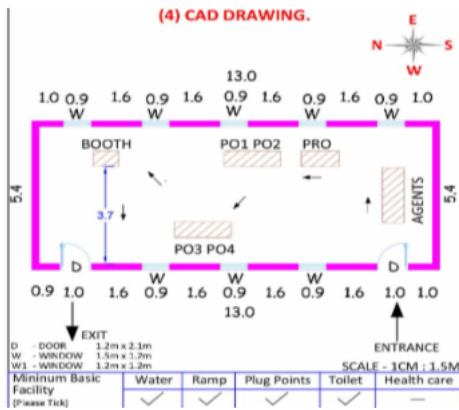 (4) CAD DRAWING.
E
N S
W
13.0
1.0 0.9 1.6 0.9 1.6 0.9 1.6 0.9 1.6 0.9 1.0
W W W W W
BOOTH PO1 PO2 PRO
5.4 5.4
3.7
AGENTS
PO3 PO4
D W W W D
0.9 1.0 1.6 0.9 1.6 0.9 1.6 0.9 1.6 1.0 1.0
13.0
EXIT
ENTRANCE
D - DOOR 1.2m x 2.1m
W - WINDOW 1.5m x 1.2m
W1 - WINDOW 1.2m x 1.2m
SCALE - 1CM : 1.5M
Mininum Basic Facility (Please Tick) Water Ramp Plug Points Toilet Health care
✓ ✓ ✓ ✓ —